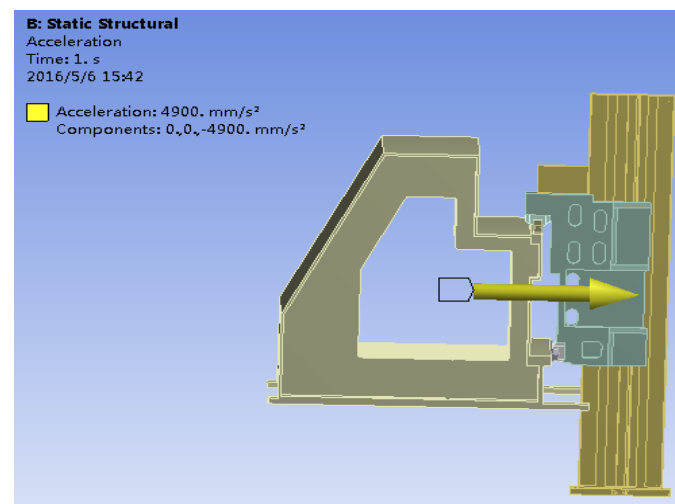 B: Static Structural
Acceleration
Time: 1. s
2016/5/6 15:42
Acceleration: 4900. mm/s²
Components: 0.,0.,-4900. mm/s²